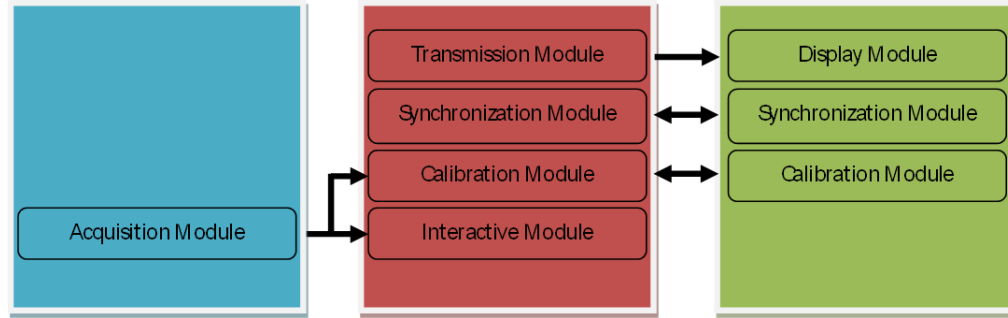 Transmission Module
Display Module
Synchronization Module
Synchronization Module
Calibration Module
Calibration Module
Acquisition Module
Interactive Module